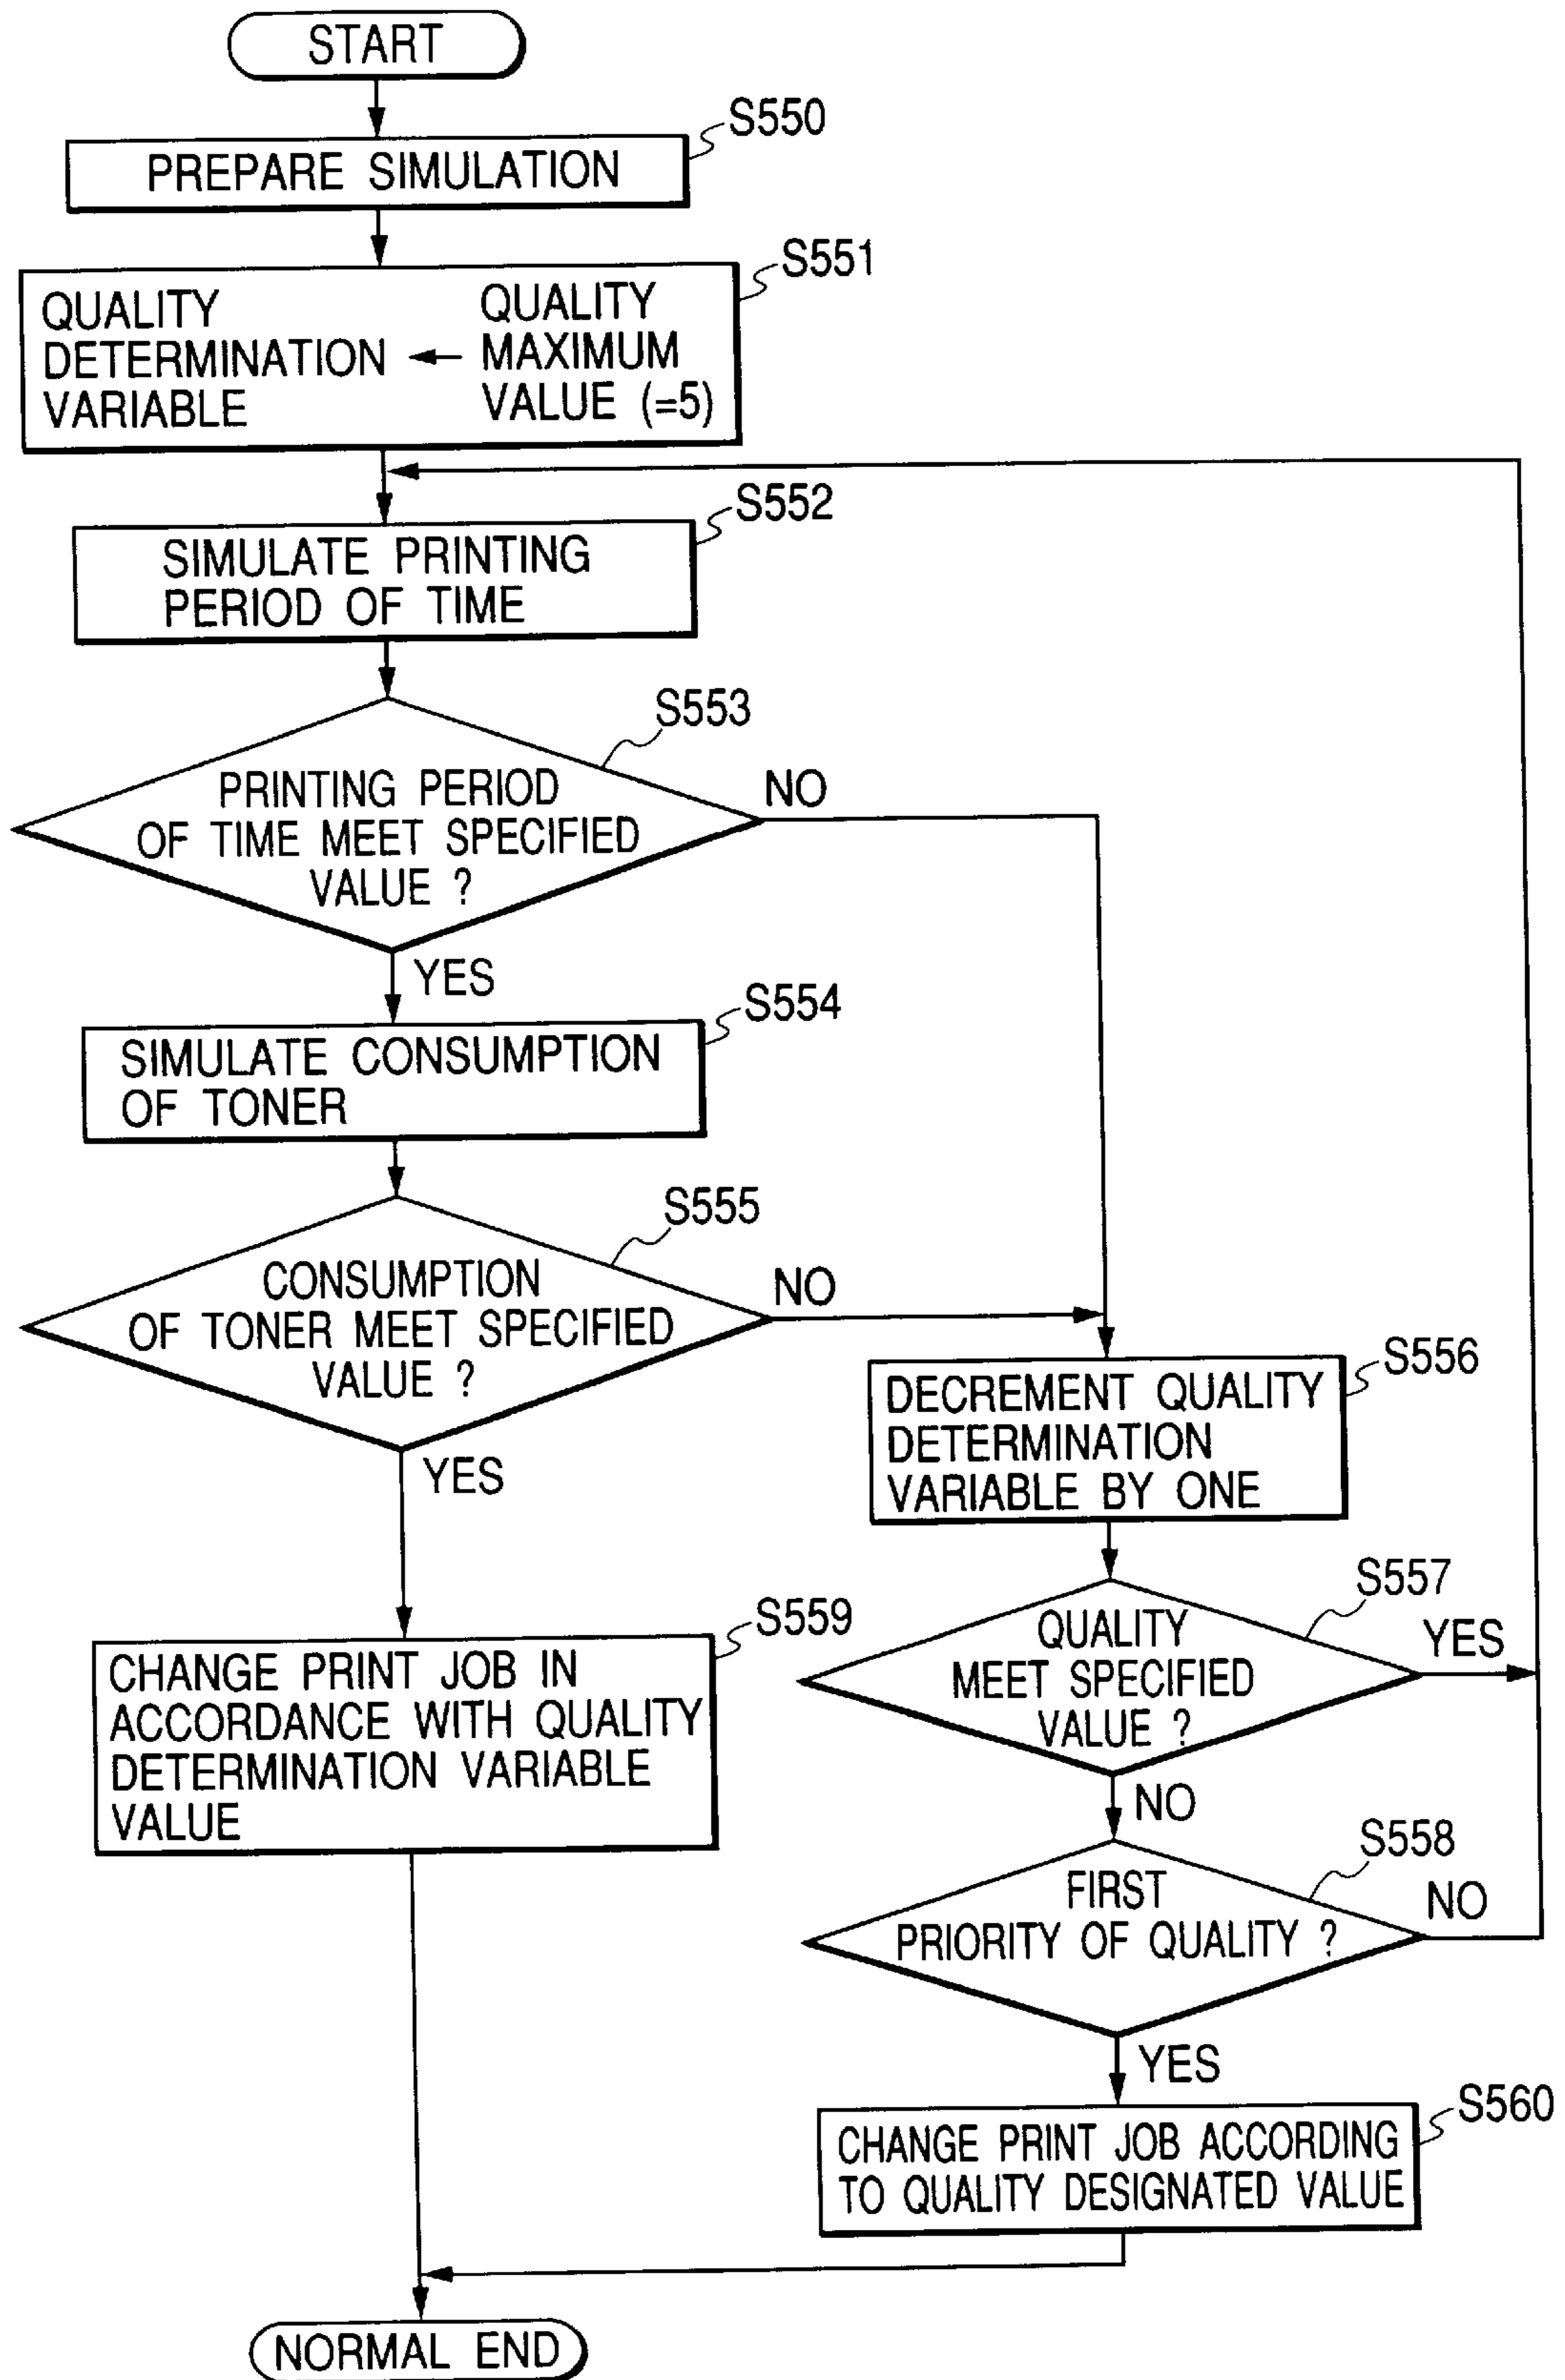 START
S550
PREPARE SIMULATION
S551
QUALITY
DETERMINATION
VARIABLE
←
QUALITY
MAXIMUM
VALUE (=5)
S552
SIMULATE PRINTING
PERIOD OF TIME
S553
PRINTING PERIOD
OF TIME MEET SPECIFIED
VALUE ?
NO
YES
S554
SIMULATE CONSUMPTION
OF TONER
S555
CONSUMPTION
OF TONER MEET SPECIFIED
VALUE ?
NO
YES
S556
DECREMENT QUALITY
DETERMINATION
VARIABLE BY ONE
S557
QUALITY
MEET SPECIFIED
VALUE ?
YES
NO
S558
FIRST
PRIORITY OF QUALITY ?
NO
YES
S559
CHANGE PRINT JOB IN
ACCORDANCE WITH QUALITY
DETERMINATION VARIABLE
VALUE
S560
CHANGE PRINT JOB ACCORDING
TO QUALITY DESIGNATED VALUE
NORMAL END